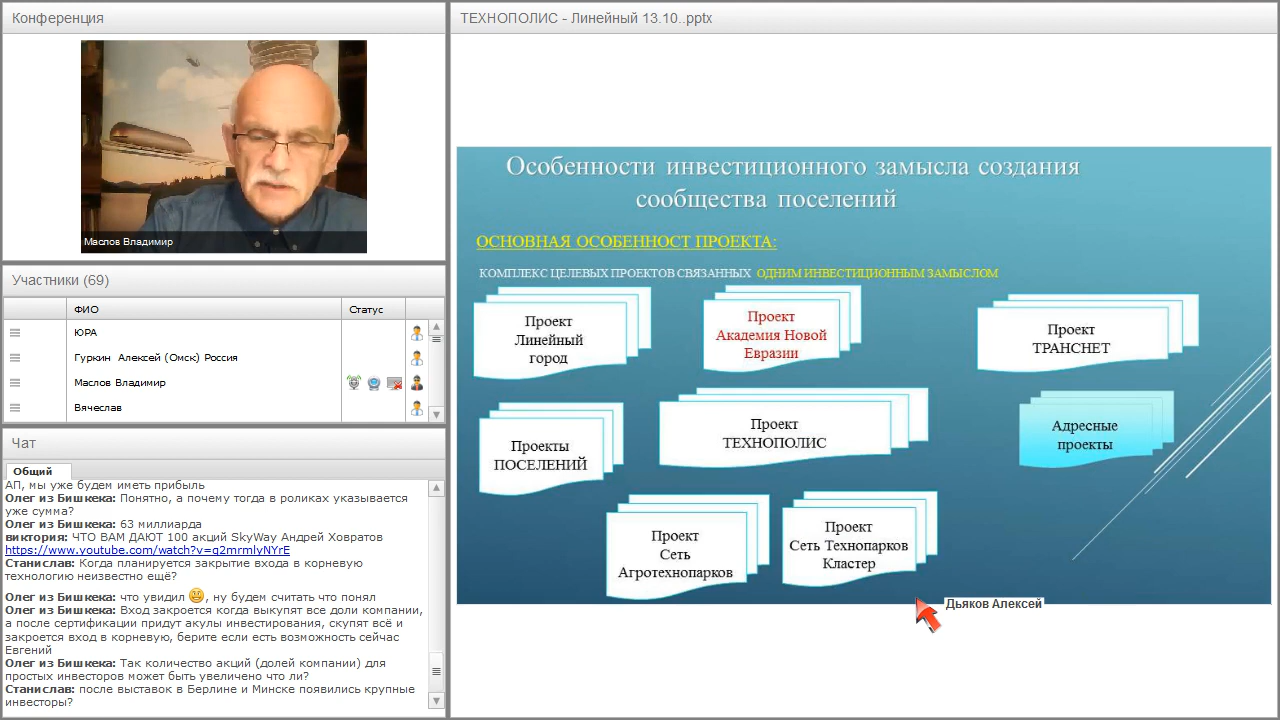 Конференция
Маслов Владимир
Участники (69)
ФИО
Статус
ЮРА
Гуркин Алексей (Омск) Россия
Маслов Владимир
Вячеслав
Чат
Общий
АП, мы уже будем иметь прибыль
Олег из Бишкека: Понятно, а почему тогда в роликах указывается
уже сумма?
Олег из Бишкека: 63 миллиарда
виктория: ЧТО ВАМ ДАЮТ 100 акций SkyWay Андрей Ховратов
https://www.youtube.com/watch?v=q2mrmlyNYrE
Станислав: Когда планируется закрытие входа в корневую
технологию неизвестно ещё?
Олег из Бишкека: что увидил , ну будем считать что понял
Олег из Бишкека: Вход закроется когда выкупят все доли компании,
а после сертификации придут акулы инвестирования, скупят всё и
закроется вход в корневую, берите если есть возможность сейчас
Евгений
Олег из Бишкека: Так количество акций (долей компании) для
простых инвесторов может быть увеличено что ли?
Станислав: после выставок в Берлине и Минске появились крупные
инвесторы?
ТЕХНОПОЛИС - Линейный 13.10..pptx
Особенности инвестиционного замысла создания
сообщества поселений
ОСНОВНАЯ ОСОБЕННОСТ ПРОЕКТА:
КОМПЛЕКС ЦЕЛЕВЫХ ПРОЕКТОВ СВЯЗАННЫХ ОДНИМ ИНВЕСТИЦИОННЫМ ЗАМЫСЛОМ
Проект
Линейный
город
Проект
Академия Новой
Евразии
Проект
ТРАНСНЕТ
Проекты
ПОСЕЛЕНИЙ
Проект
ТЕХНОПОЛИС
Адресные
проекты
Проект
Сеть
Агротехнопарков
Проект
Сеть Технопарков
Кластер
Дьяков Алексей